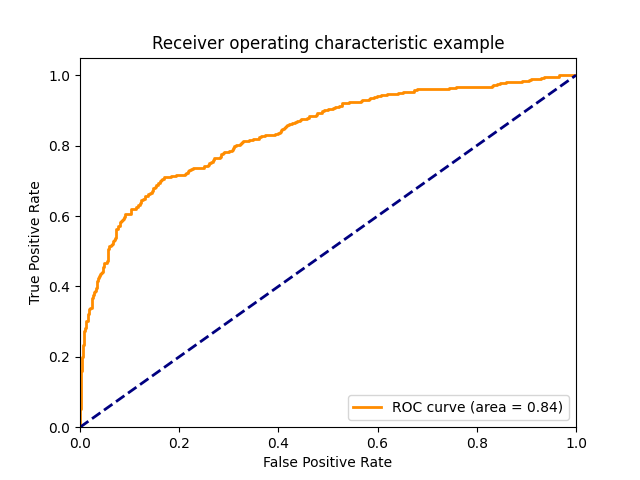 Receiver operating characteristic example
True Positive Rate
1.0
0.8
0.6
0.4
0.2
0.0
ROC curve (area = 0.84)
0.0 0.2 0.4 0.6 0.8 1.0
False Positive Rate